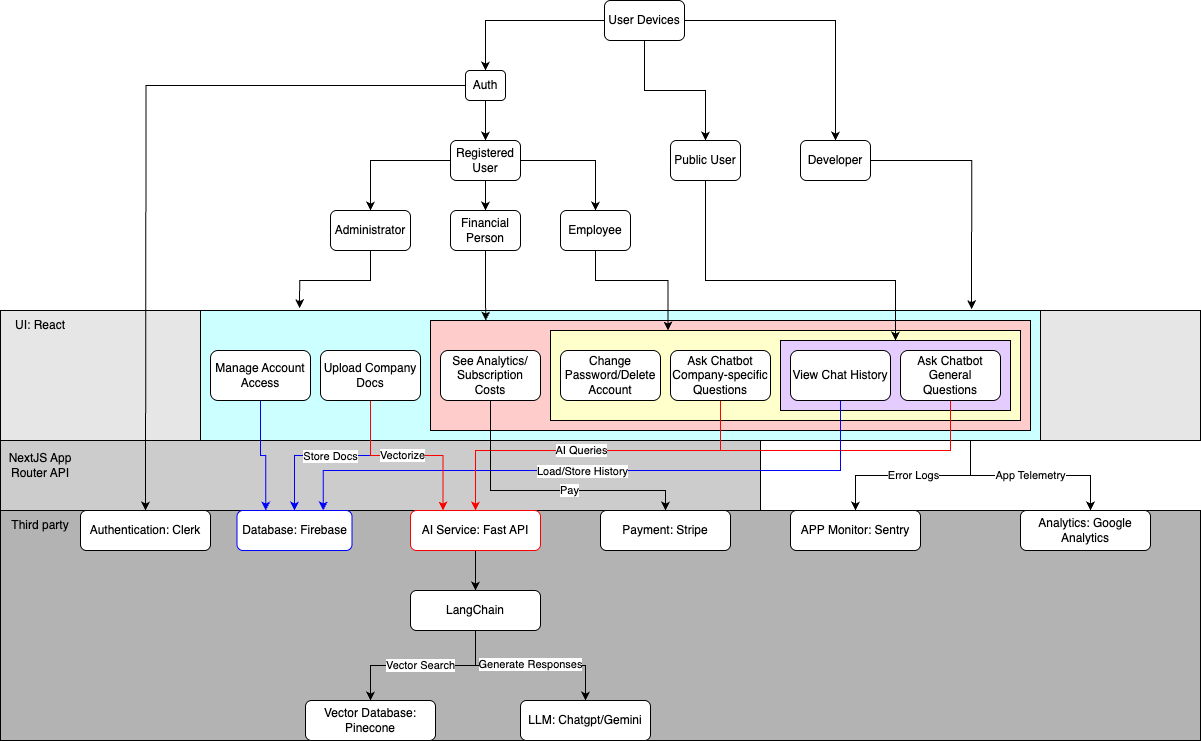 User Devices
Auth
Registered
User
Public User
Developer
Administrator
Financial
Person
Employee
UI: React
Manage Account
Access
Upload Company
Docs
See Analytics/
Subscription
Costs
Change
Password/Delete
Account
Ask Chatbot
Company-specific
Questions
View Chat History
Ask Chatbot
General
Questions
NextJS App
Router API
Store Docs
Vectorize
AI Queries
Load/Store History
Pay
Error Logs
App Telemetry
Third party
Authentication: Clerk
Database: Firebase
AI Service: Fast API
Payment: Stripe
APP Monitor: Sentry
Analytics: Google
Analytics
LangChain
Vector Search
Generate Responses
Vector Database:
Pinecone
LLM: Chatgpt/Gemini